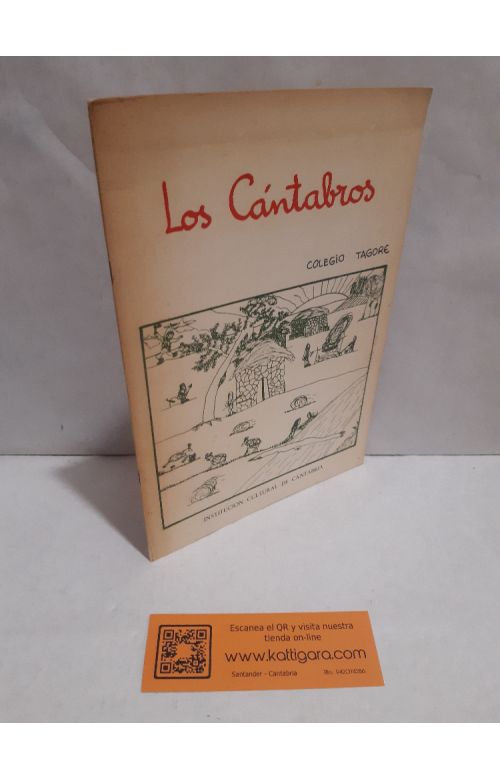 Los Cántabros
COLEGIO TAGORE
INSTITUCION CULTURAL DE CANTABRIA
Escanea el QR y visita nuestra
tienda on-line
www.kattigara.com
Santander - Cantabria